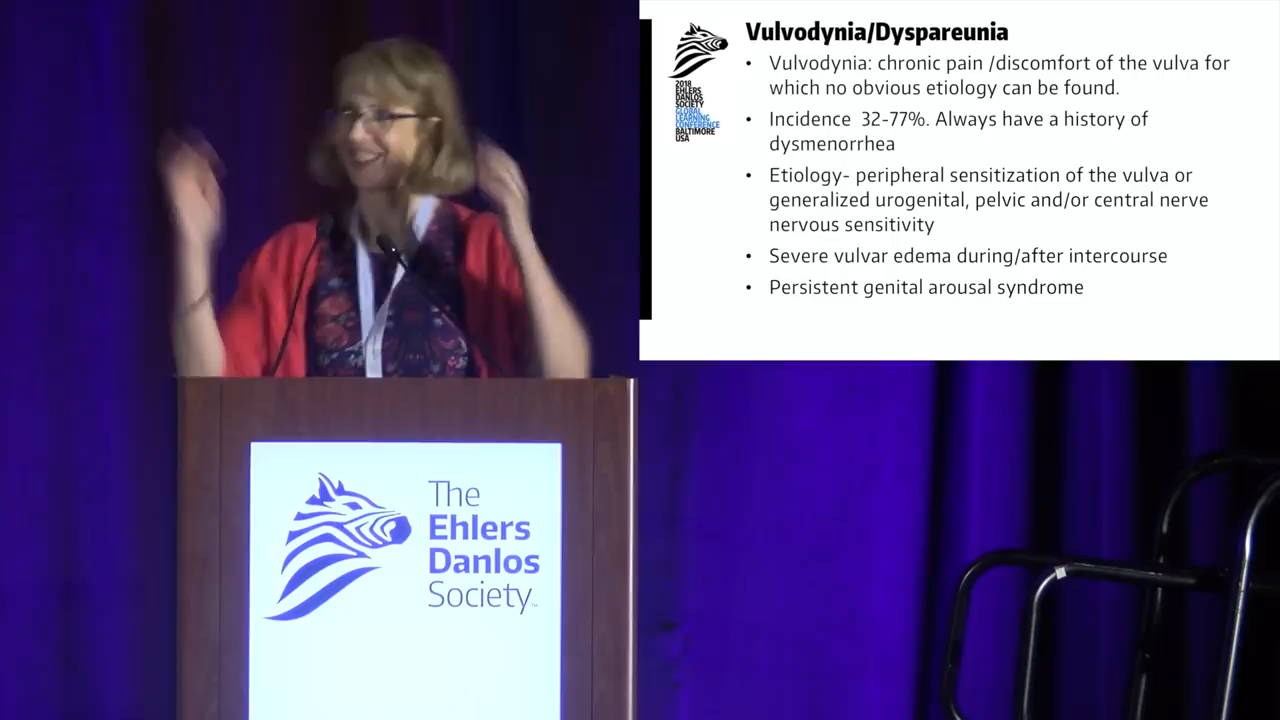 Vulvodynia/Dyspareunia
• Vulvodynia: chronic pain /discomfort of the vulva for
which no obvious etiology can be found.
• Incidence 32-77%. Always have a history of
dysmenorrhea
• Etiology- peripheral sensitization of the vulva or
generalized urogenital, pelvic and/or central nerve
nervous sensitivity
• Severe vulvar edema during/after intercourse
• Persistent genital arousal syndrome
2018
EHLERS
DANLOS
SOCIETY
GLOBAL
LEARNING
CONFERENCE
BALTIMORE
USA
The
Ehlers
Danlos
Society™